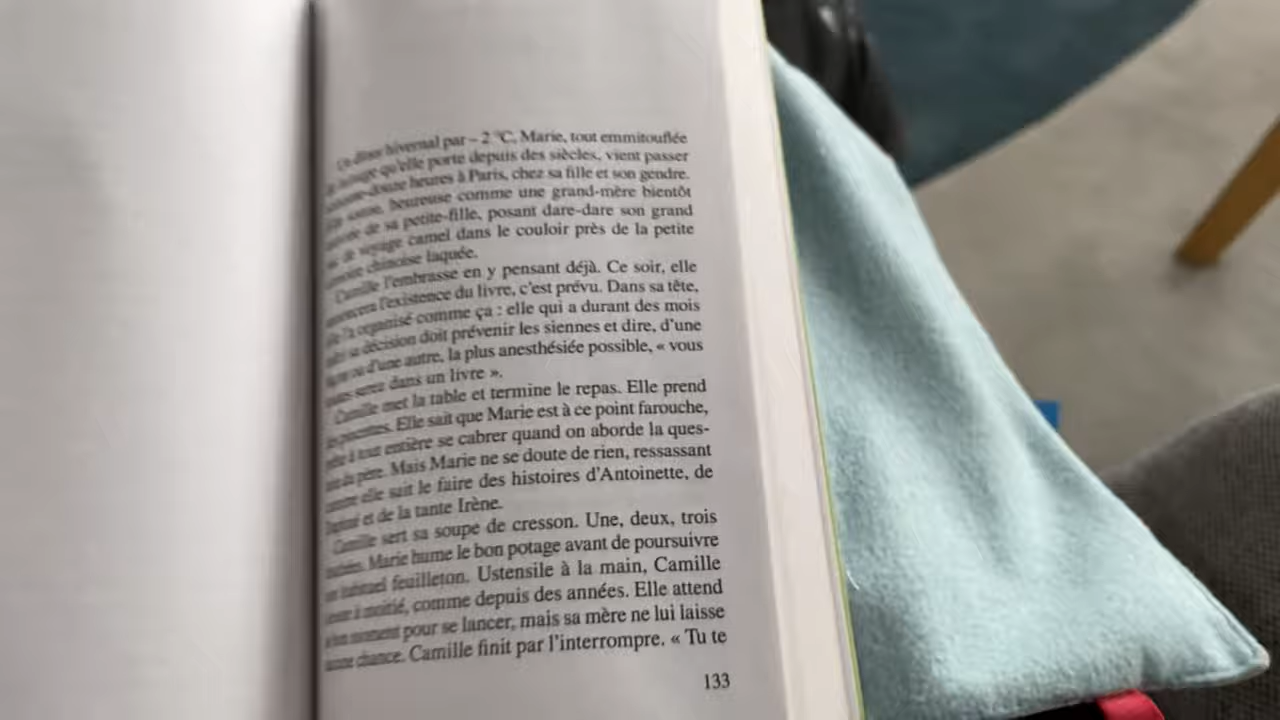 Un dîner hivernal par – 2 °C, Marie, tout emmitouflée
qu'elle porte depuis des siècles, vient passer
heures à Paris, chez sa fille et son gendre.
heureuse comme une grand-mère bientôt
de sa petite-fille, posant dare-dare son grand
de voyage camel dans le couloir près de la petite
chinoise laquée.
Camille l'embrasse en y pensant déjà. Ce soir, elle
l'existence du livre, c'est prévu. Dans sa tête,
l'a organisé comme ça : elle qui a durant des mois
sa décision doit prévenir les siennes et dire, d'une
ou d'une autre, la plus anesthésiée possible, « vous
serez dans un livre ».
Camille met la table et termine le repas. Elle prend
Elle sait que Marie est à ce point farouche,
à tout entière se cabrer quand on aborde la ques-
du père. Mais Marie ne se doute de rien, ressassant
comme elle sait le faire des histoires d'Antoinette, de
et de la tante Irène.
Camille sert sa soupe de cresson. Une, deux, trois
Marie hume le bon potage avant de poursuivre
feuilleton. Ustensile à la main, Camille
à moitié, comme depuis des années. Elle attend
moment pour se lancer, mais sa mère ne lui laisse
chance. Camille finit par l'interrompre. « Tu te
133